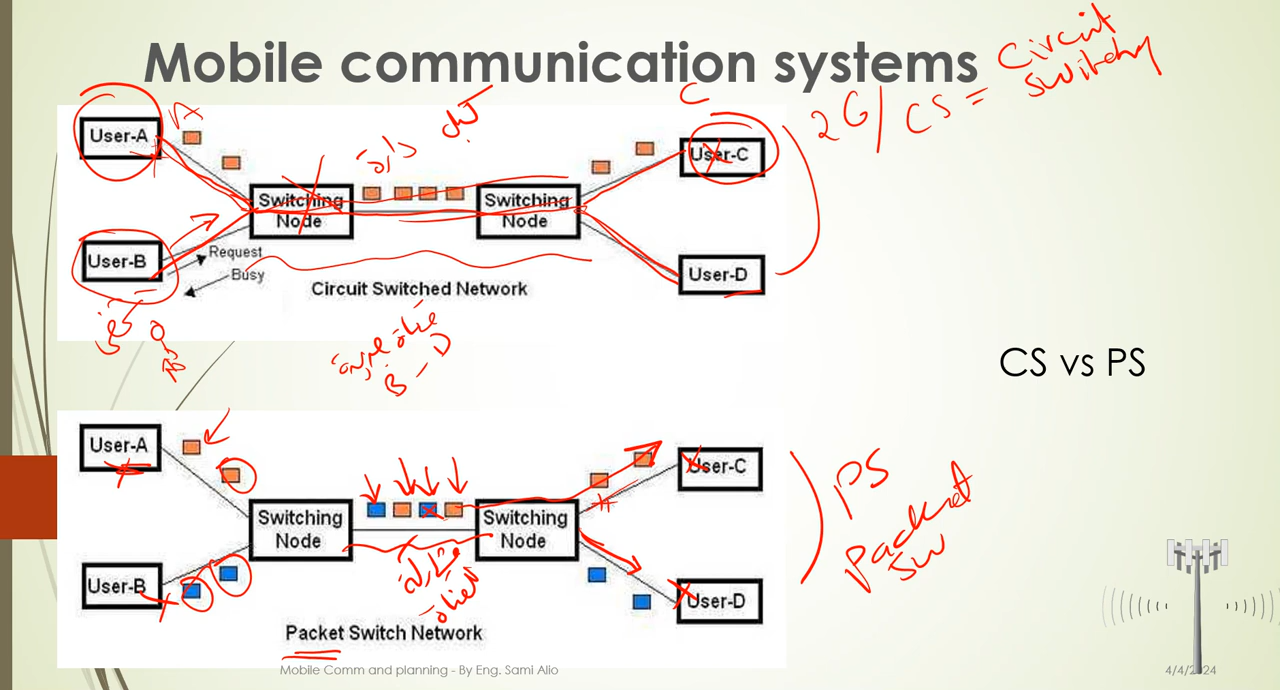 Mobile communication systems
Circuit
Switchy
2G/ CS =
A
C
User-A
User-C
Switching
Node
Switching
Node
User-B
Request
Busy
User-D
Circuit Switched Network
B - D
CS vs PS
User-A
User-C
Switching
Node
Switching
Node
PS
Packet
SW
User-B
User-D
Packet Switch Network
Mobile Comm and planning - By Eng. Sami Alio
4/4/2024